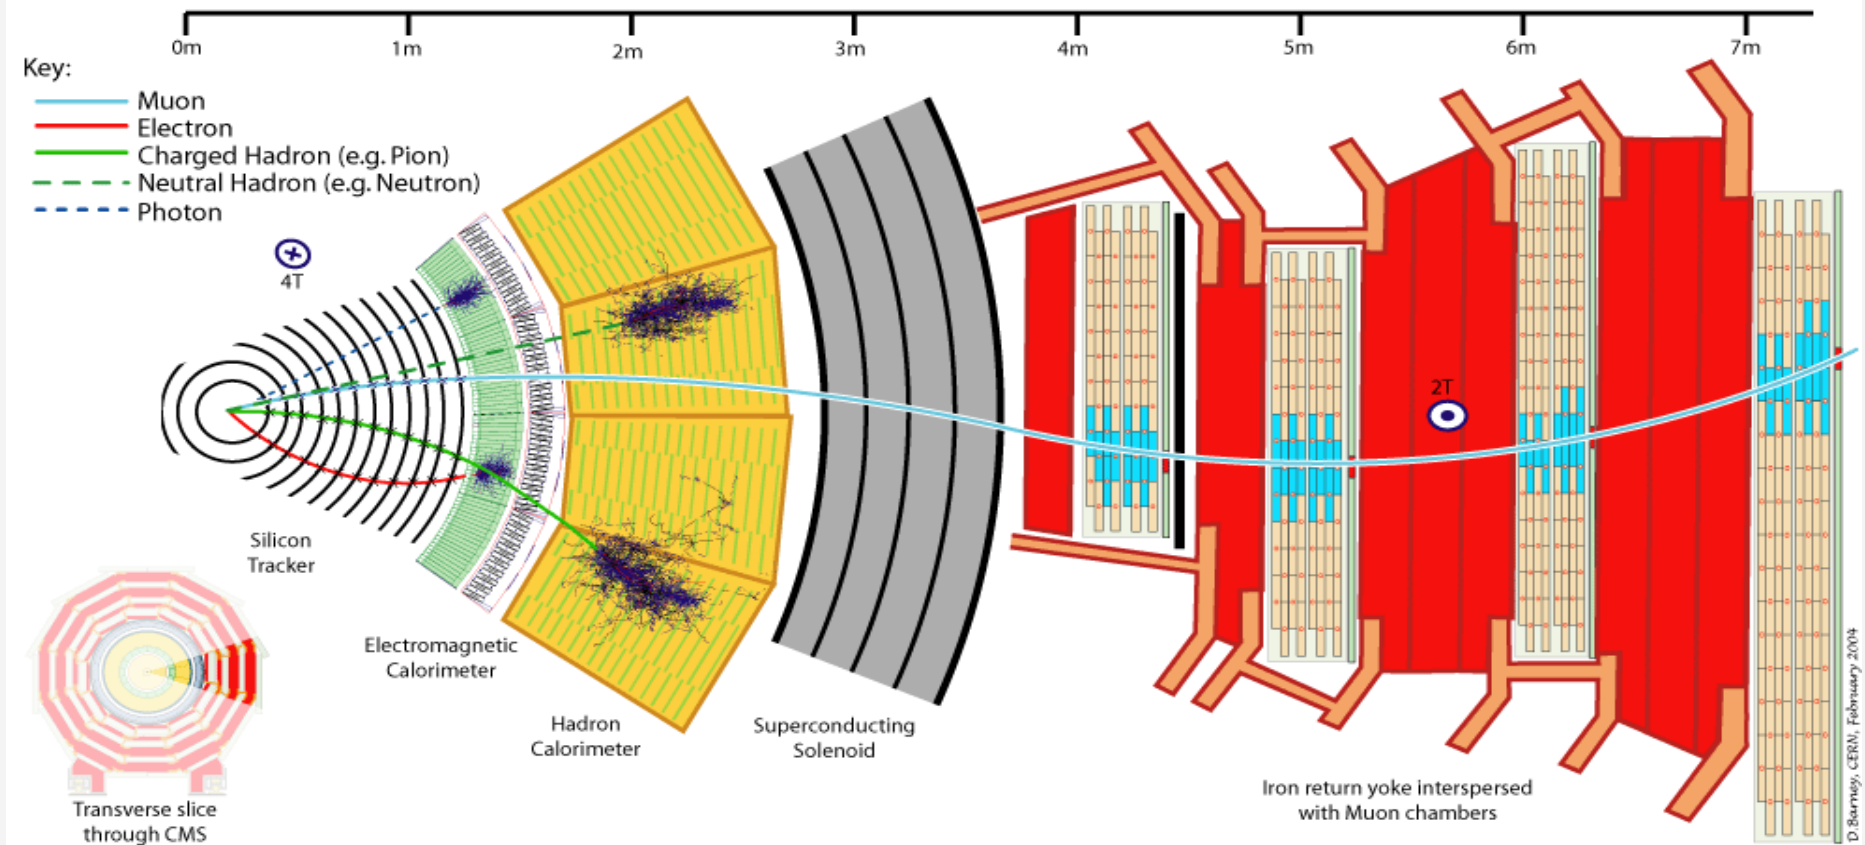 0m
1m
2m
3m
4m
5m
6m
7m
Key:
Muon
Electron
Charged Hadron (e.g. Pion)
Neutral Hadron (e.g. Neutron)
Photon
4T
2T
Silicon
Tracker
Electromagnetic
Calorimeter
Hadron
Calorimeter
Superconducting
Solenoid
Iron return yoke interspersed
with Muon chambers
Transverse slice
through CMS
D.Barney, CERN, February 2004